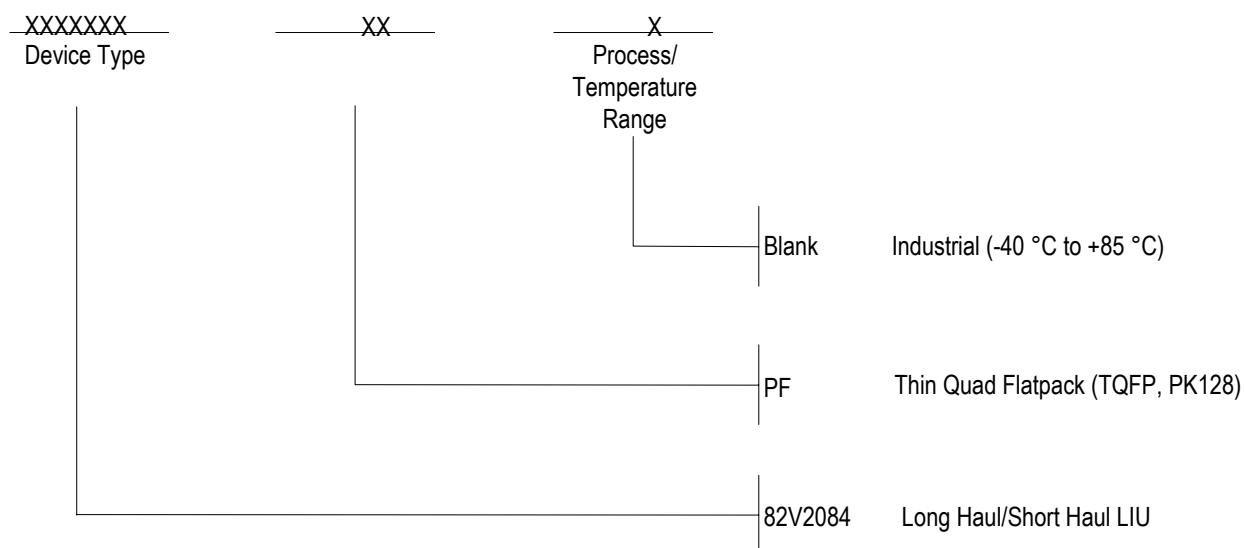 XXXXXXX XX X
Device Type
Process/
Temperature
Range
Blank Industrial (-40 °C to +85 °C)
PF Thin Quad Flatpack (TQFP, PK128)
82V2084 Long Haul/Short Haul LIU